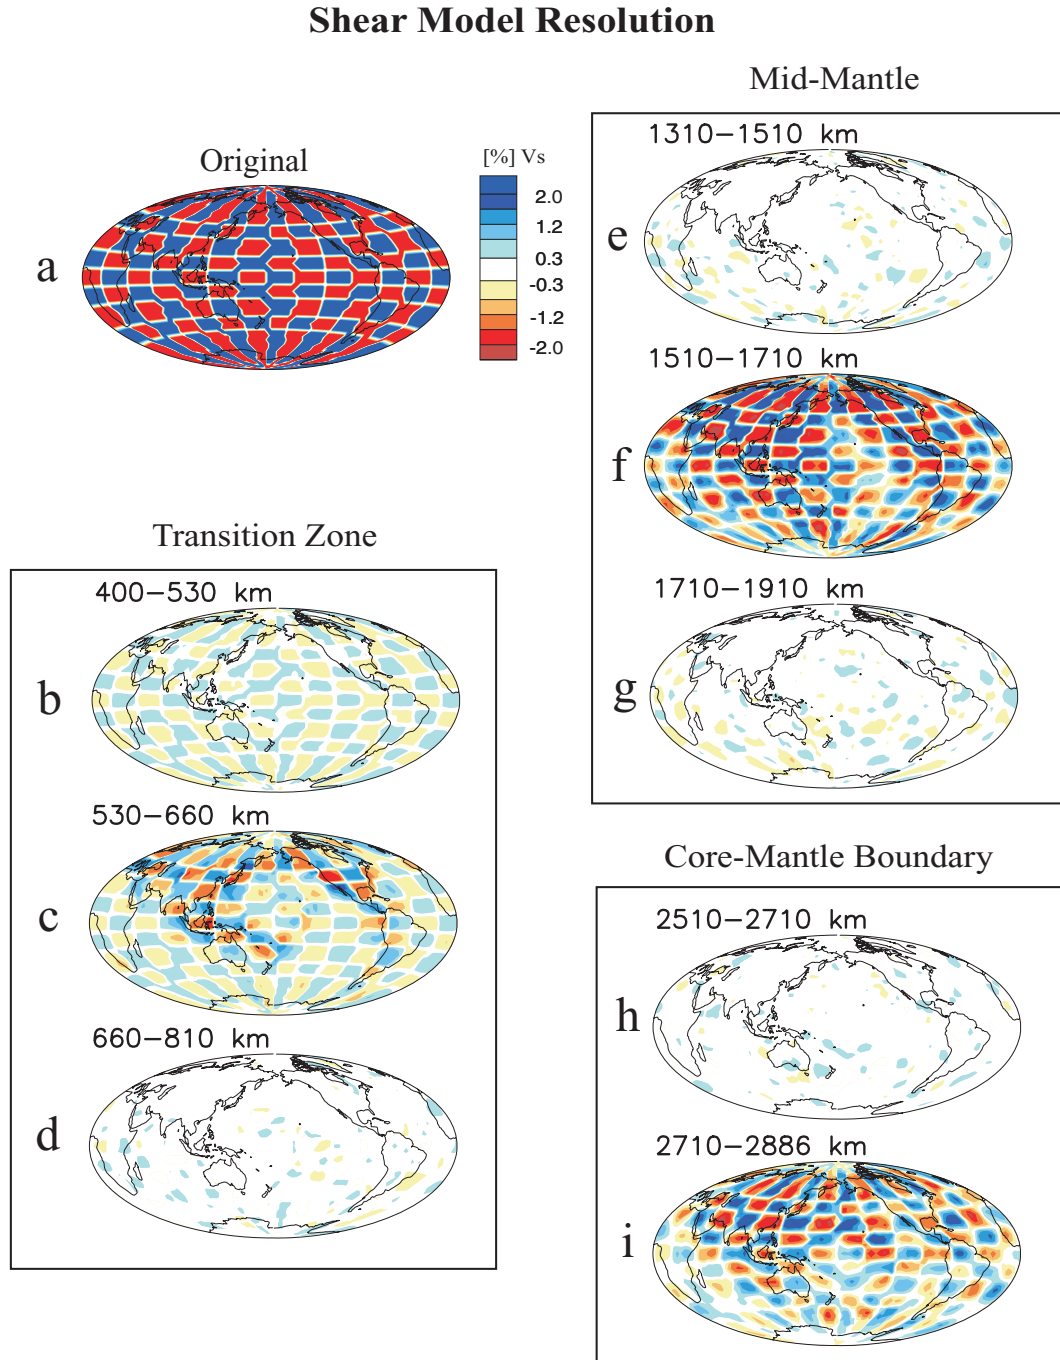 Shear Model Resolution
Original
[%] Vs
2.0
1.2
0.3
-0.3
-1.2
-2.0
a
Transition Zone
400−530 km
b
530−660 km
c
660−810 km
d
Mid-Mantle
1310−1510 km
e
1510−1710 km
f
1710−1910 km
g
Core-Mantle Boundary
2510−2710 km
h
2710−2886 km
i